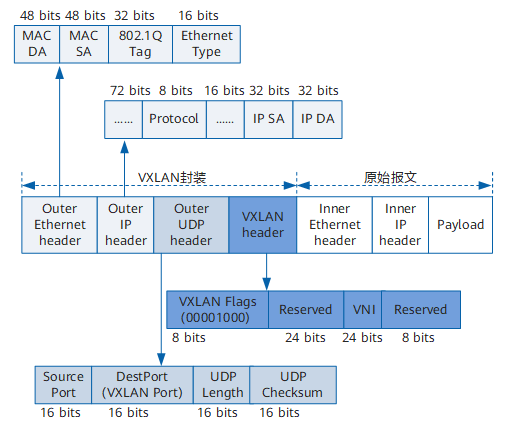 48 bits 48 bits 32 bits 16 bits
MAC DA
MAC SA
802.1Q Tag
Ethernet Type
72 bits 8 bits 16 bits 32 bits 32 bits
...... Protocol ...... IP SA IP DA
VXLAN封装 原始报文
Outer Ethernet header
Outer IP header
Outer UDP header
VXLAN header
Inner Ethernet header
Inner IP header
Payload
VXLAN Flags (00001000)
Reserved
VNI
Reserved
8 bits 24 bits 24 bits 8 bits
Source Port
DestPort (VXLAN Port)
UDP Length
UDP Checksum
16 bits 16 bits 16 bits 16 bits